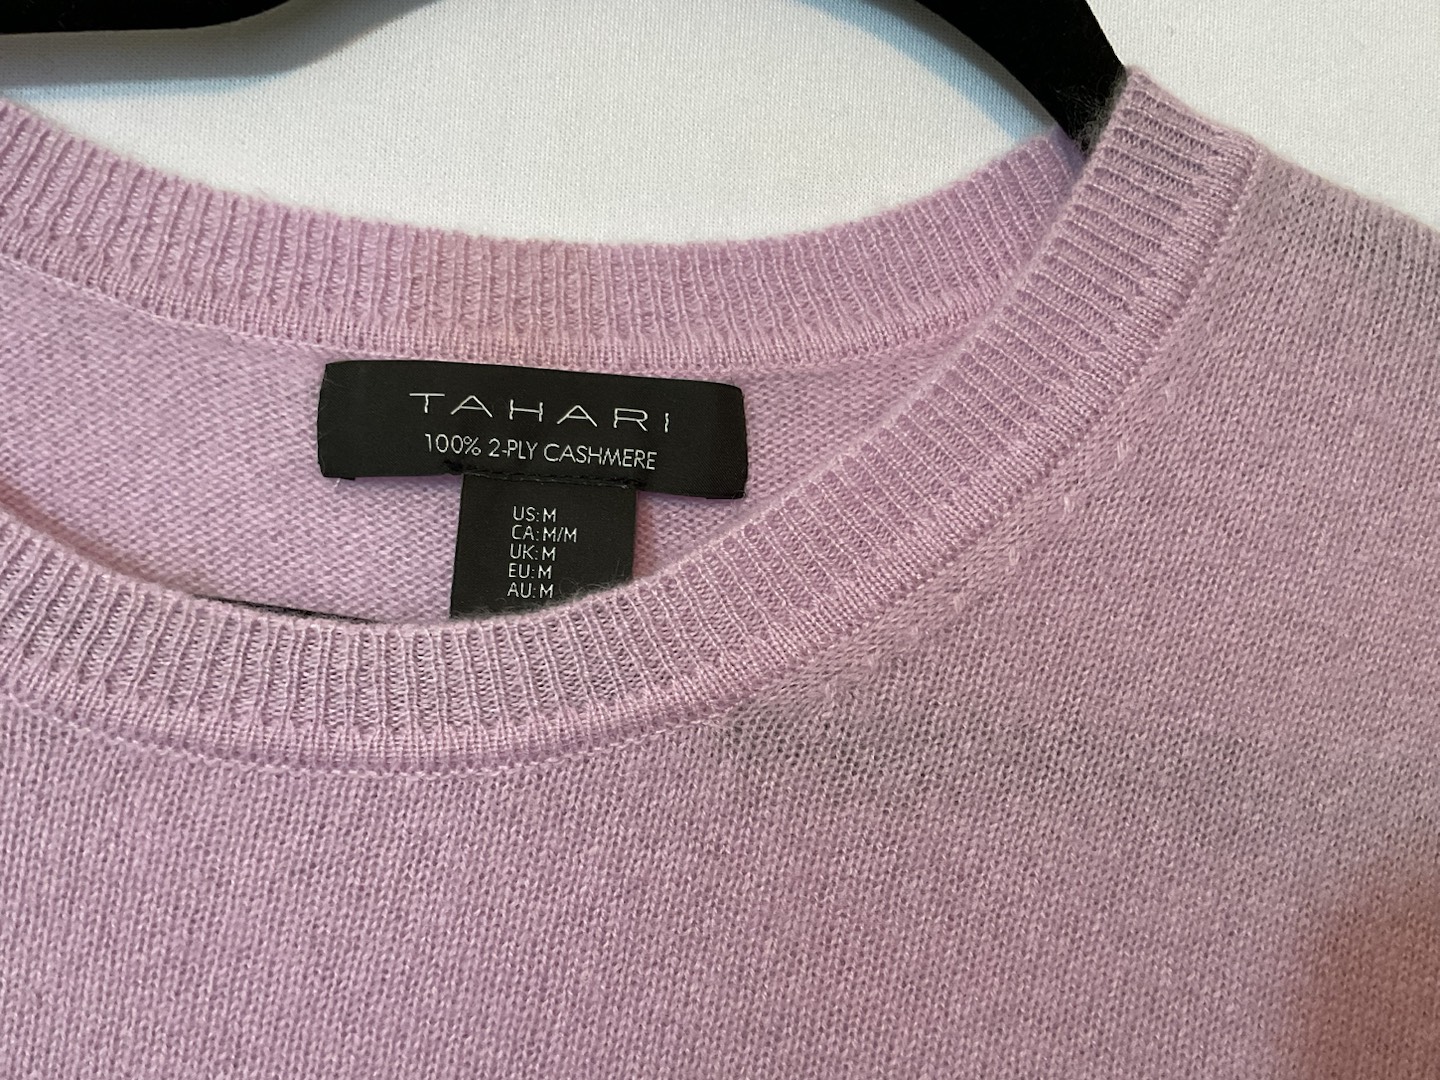 TAHARI
100% 2-PLY CASHMERE
US: M
CA: M/M
UK: M
EU: M
AU: M